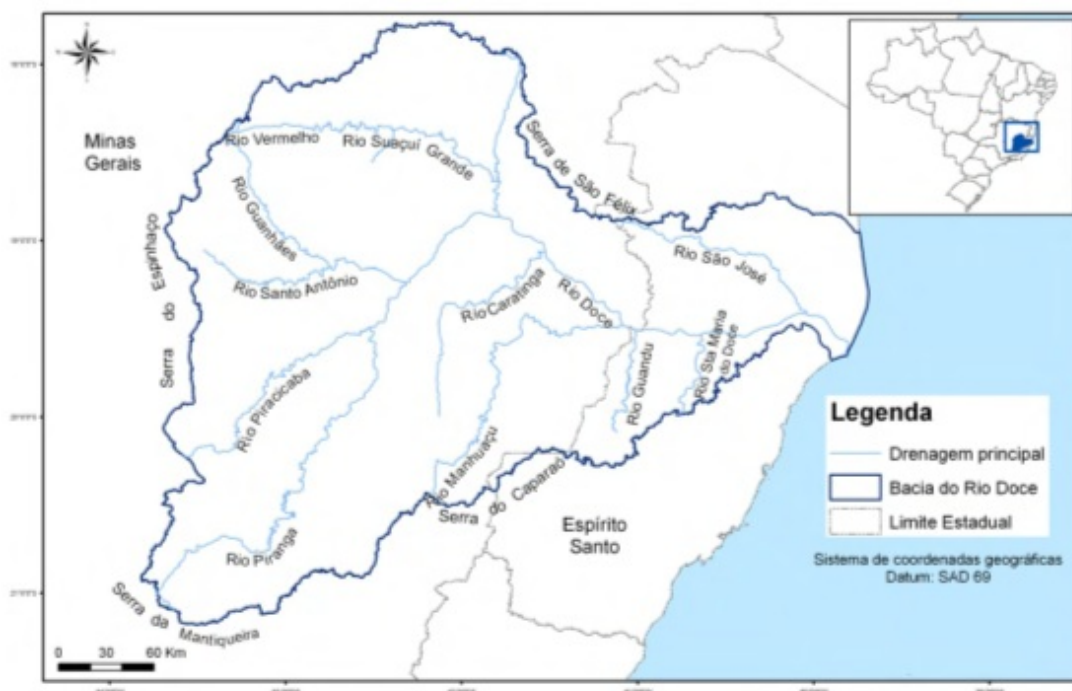 Minas
Gerais
Rio Vermelho
Rio Suaçuí Grande
Serra de São Félix
Rio Guanhães
Rio Santo Antônio
Serra do Espinhaço
Rio Caratinga
Rio Doce
Rio São José
Rio Piracicaba
Rio Guandu
Rio Sta Maria
do Doce
Rio Manhuaçu
Serra do Caparaó
Rio Piranga
Serra da Mantiqueira
Espírito
Santo
Legenda
Drenagem principal
Bacia do Rio Doce
Limite Estadual
Sistema de coordenadas geográficas
Datum: SAD 69
0 30 60 Km